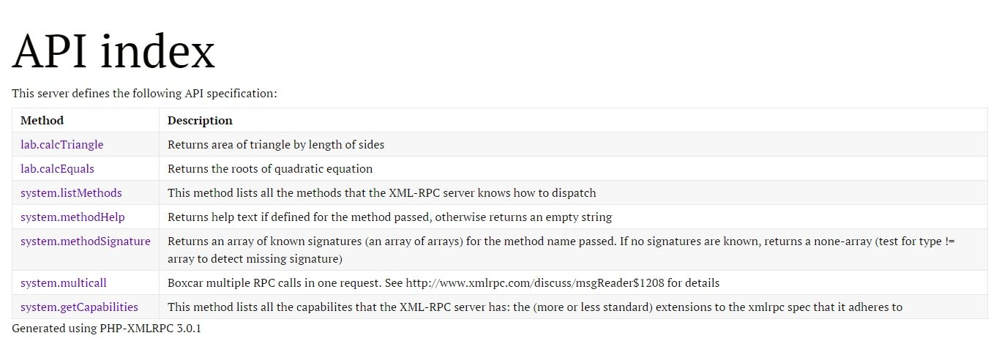 API index
This server defines the following API specification:
Method Description
lab.calcTriangle Returns area of triangle by length of sides
lab.calcEquals Returns the roots of quadratic equation
system.listMethods This method lists all the methods that the XML-RPC server knows how to dispatch
system.methodHelp Returns help text if defined for the method passed, otherwise returns an empty string
system.methodSignature Returns an array of known signatures (an array of arrays) for the method name passed. If no signatures are known, returns a none-array (test for type !=
array to detect missing signature)
system.multicall Boxcar multiple RPC calls in one request. See http://www.xmlrpc.com/discuss/msgReader$1208 for details
system.getCapabilities This method lists all the capabilites that the XML-RPC server has: the (more or less standard) extensions to the xmlrpc spec that it adheres to
Generated using PHP-XMLRPC 3.0.1